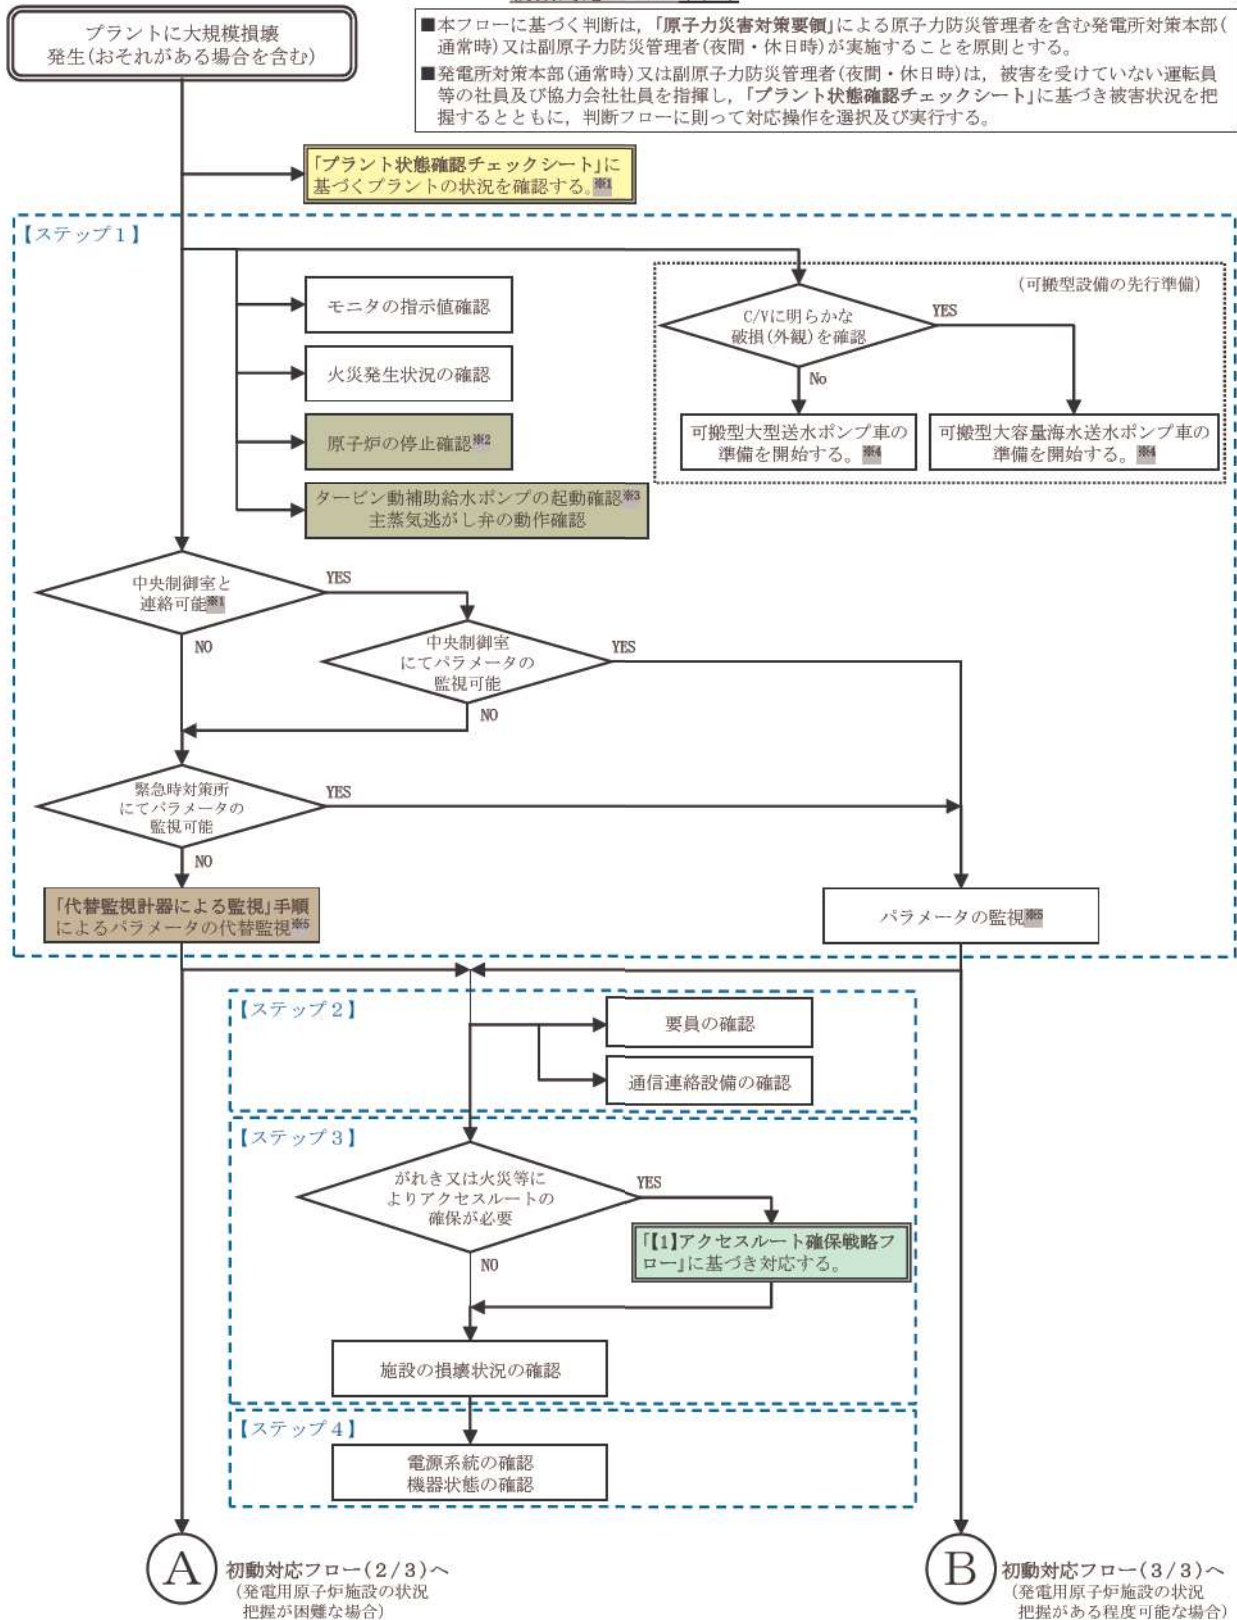 プラントに大規模損壊
発生(おそれがある場合を含む)
■本フローに基づく判断は，「原子力災害対策要領」による原子力防災管理者を含む発電所対策本部(
通常時)又は副原子力防災管理者(夜間・休日時)が実施することを原則とする。
■発電所対策本部(通常時)又は副原子力防災管理者(夜間・休日時)は，被害を受けていない運転員
等の社員及び協力会社社員を指揮し，「プラント状態確認チェックシート」に基づき被害状況を把
握するとともに，判断フローに則って対応操作を選択及び実行する。
「プラント状態確認チェックシート」に
基づくプラントの状況を確認する。※1
【ステップ1】
モニタの指示値確認
火災発生状況の確認
原子炉の停止確認※2
タービン動補助給水ポンプの起動確認※3
主蒸気逃がし弁の動作確認
(可搬型設備の先行準備)
C/Vに明らかな
破損(外観)を確認
YES
No
可搬型大型送水ポンプ車の
準備を開始する。※4
可搬型大容量海水送水ポンプ車の
準備を開始する。※4
中央制御室と
連絡可能※1
YES
NO
中央制御室
にてパラメータの
監視可能
YES
NO
緊急時対策所
にてパラメータの
監視可能
YES
NO
「代替監視計器による監視」手順
によるパラメータの代替監視※5
パラメータの監視※6
【ステップ2】
要員の確認
通信連絡設備の確認
【ステップ3】
がれき又は火災等に
よりアクセスルートの
確保が必要
YES
NO
「【1】アクセスルート確保戦略フ
ロー」に基づき対応する。
施設の損壊状況の確認
【ステップ4】
電源系統の確認
機器状態の確認
A
初動対応フロー(2/3)へ
(発電用原子炉施設の状況
把握が困難な場合)
B
初動対応フロー(3/3)へ
(発電用原子炉施設の状況
把握がある程度可能な場合)